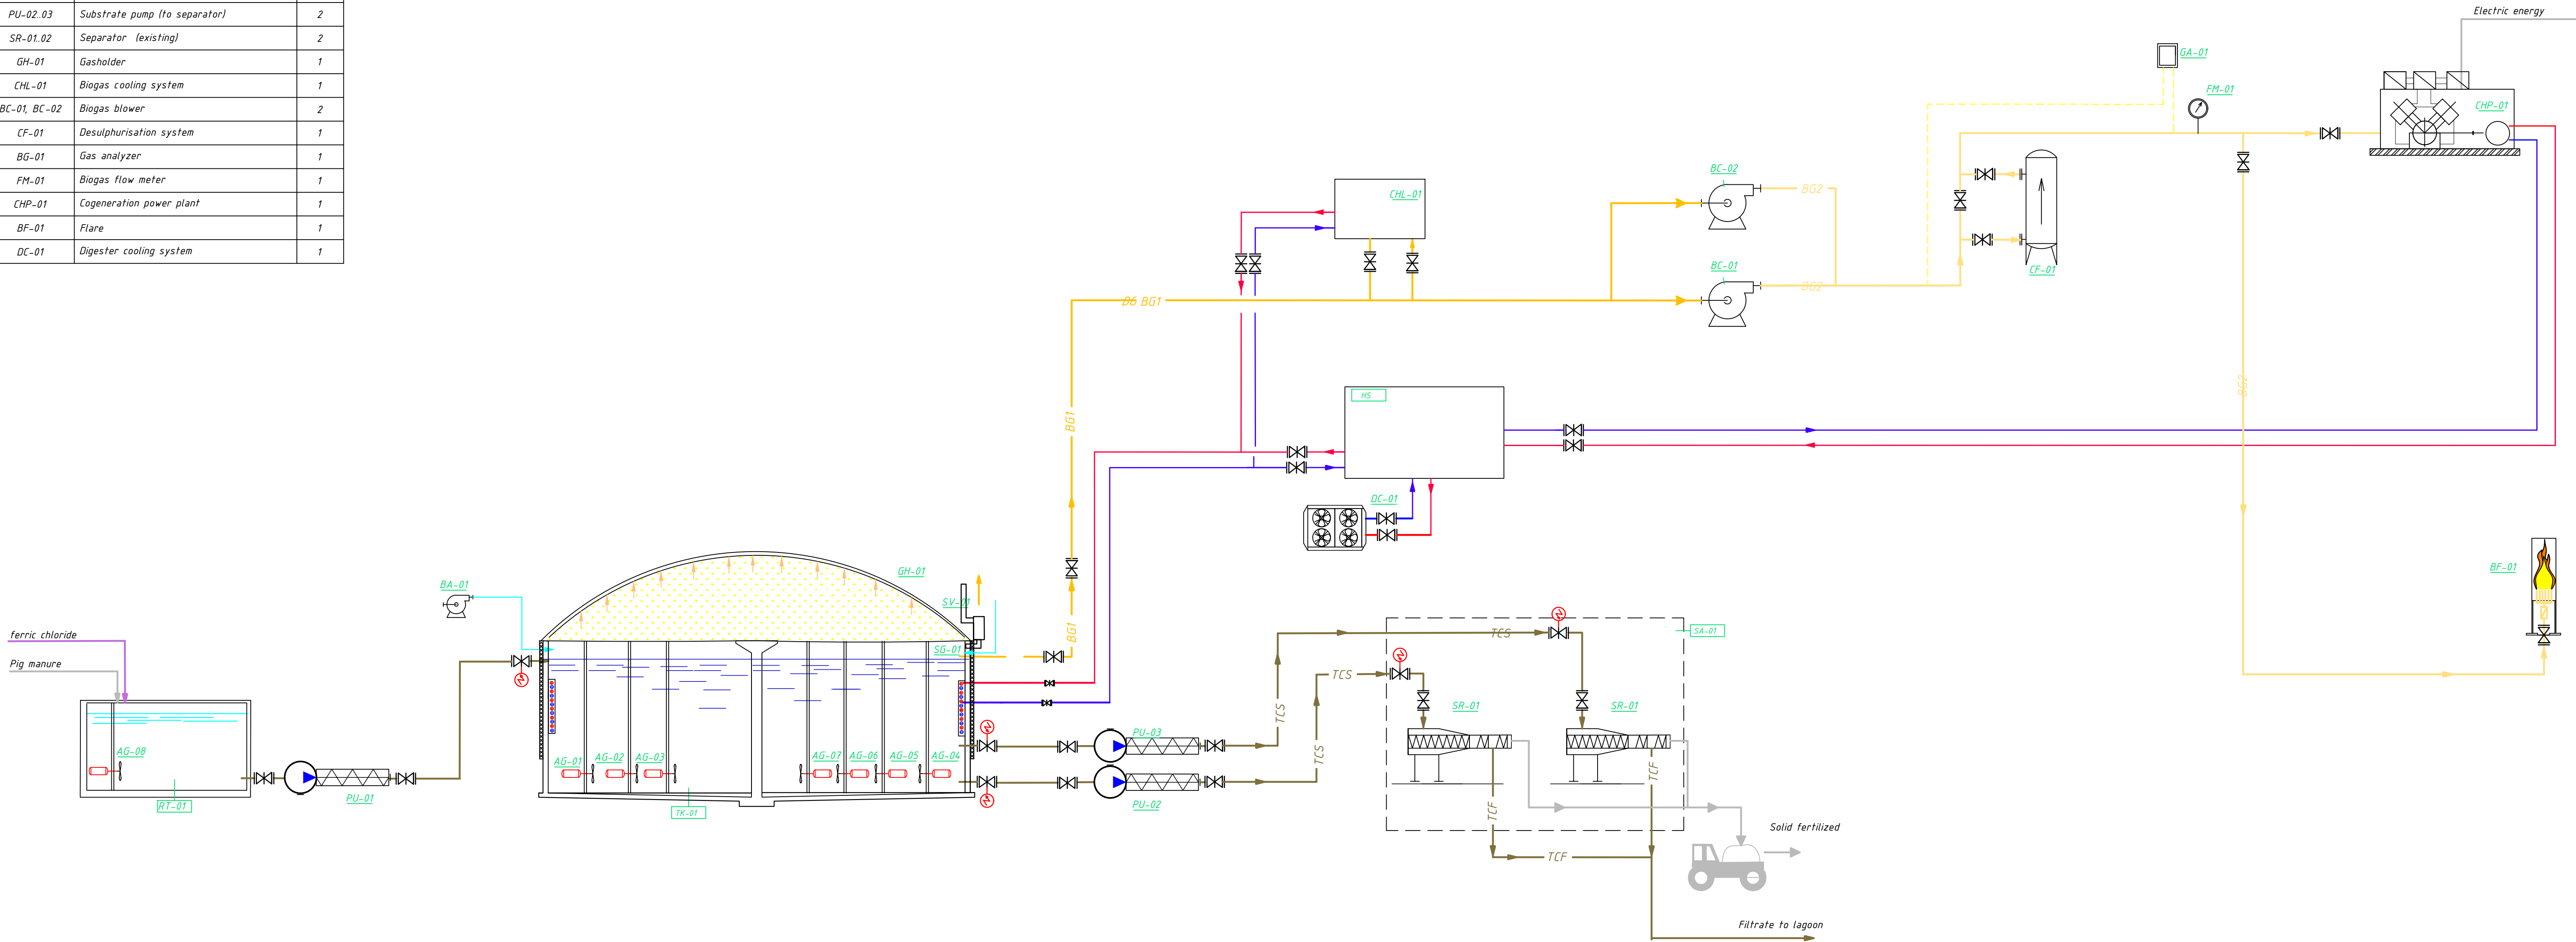 PU-02..03 Substrate pump (to separator) 2
SR-01..02 Separator (existing) 2
GH-01 Gasholder 1
CHL-01 Biogas cooling system 1
BC-01, BC-02 Biogas blower 2
CF-01 Desulphurisation system 1
BG-01 Gas analyzer 1
FM-01 Biogas flow meter 1
CHP-01 Cogeneration power plant 1
BF-01 Flare 1
DC-01 Digester cooling system 1
Electric energy
GA-01
FM-01
CHP-01
BC-02
BG2
CHL-01
BC-01
BG2
CF-01
BG BG1
BG2
HS
BG1
DC-01
BF-01
GH-01
BA-01
SV-01
BG1
SG-01
ferric chloride
Pig manure
TCS
SA-01
TCS
SR-01
SR-01
TCS
TCS
AG-08
AG-01
AG-02
AG-03
AG-07
AG-06
AG-05
AG-04
PU-03
RT-01
PU-01
TK-01
PU-02
TCF
TCF
TCF
Solid fertilized
Filtrate to lagoon